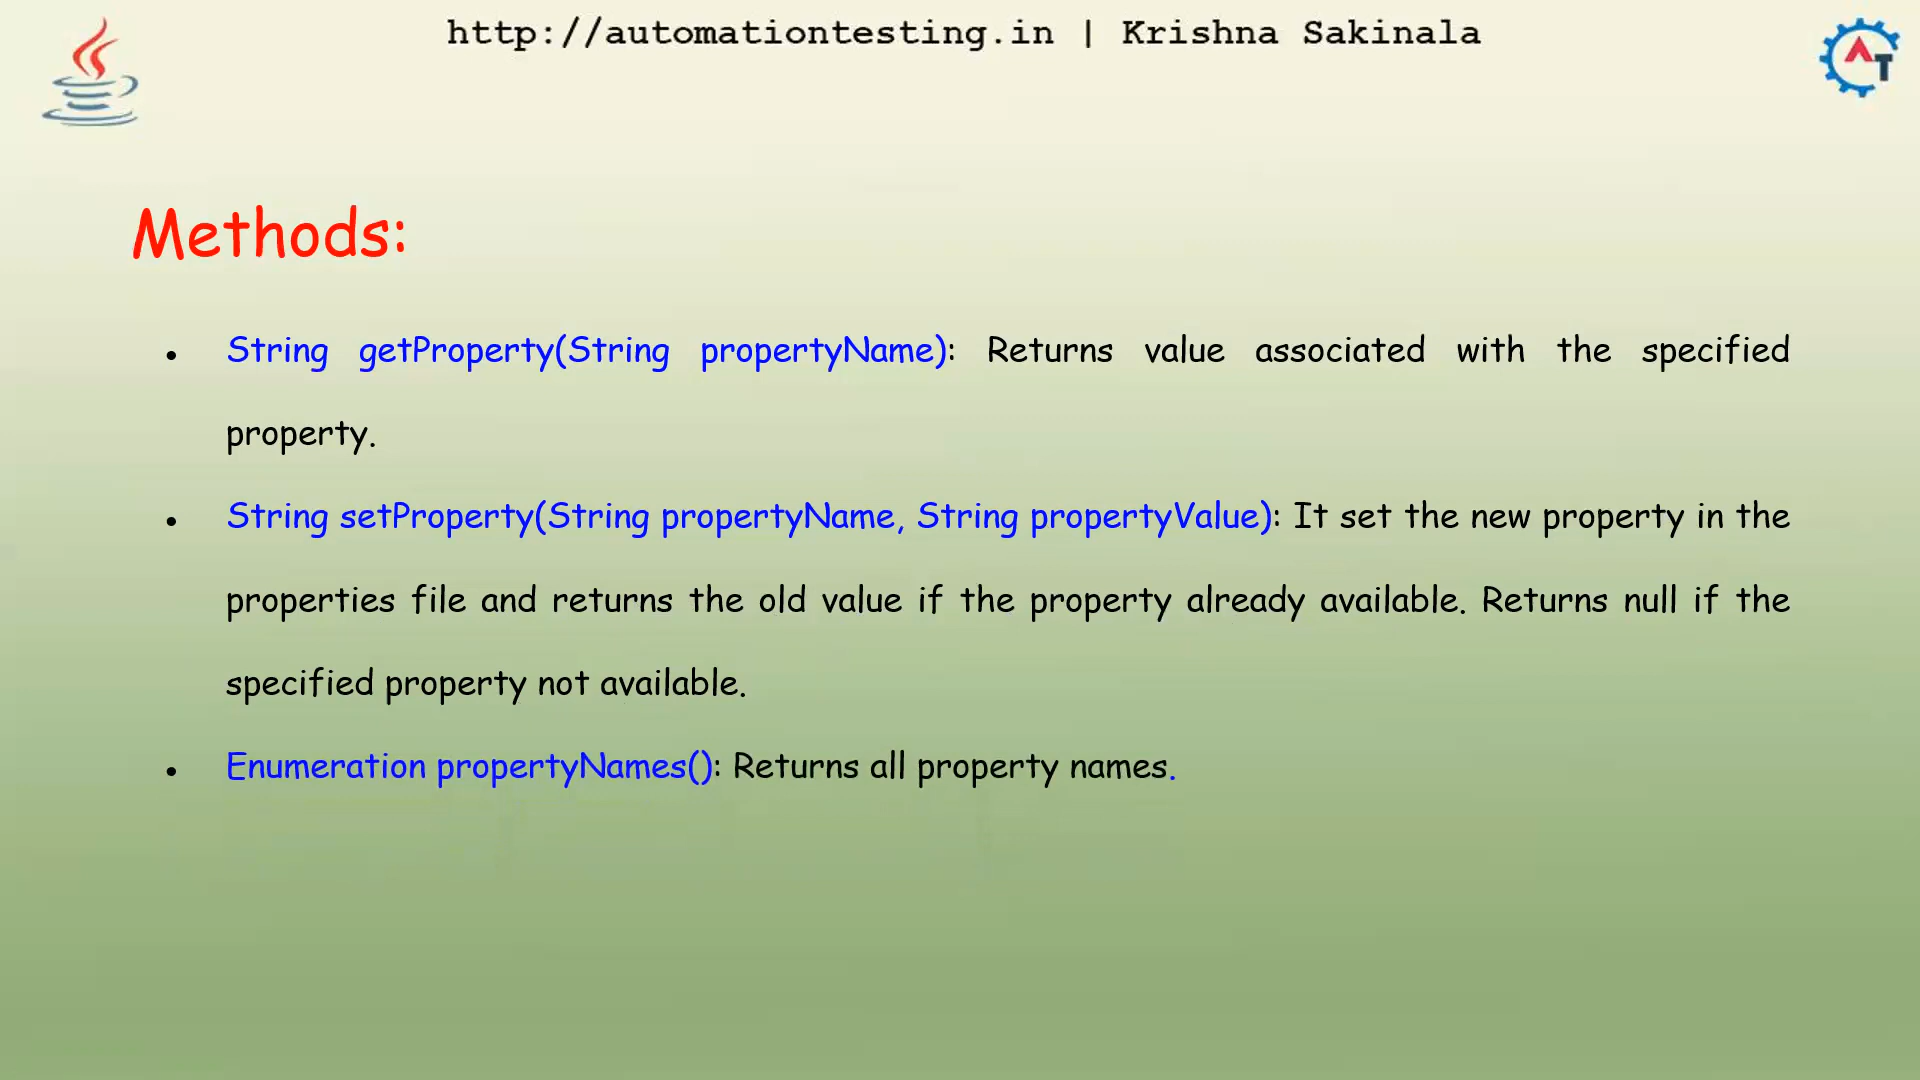 http://automationtesting.in | Krishna Sakinala
AT
Methods:
● String getProperty(String propertyName): Returns value associated with the specified
property.
● String setProperty(String propertyName, String propertyValue): It set the new property in the
properties file and returns the old value if the property already available. Returns null if the
specified property not available.
● Enumeration propertyNames(): Returns all property names.